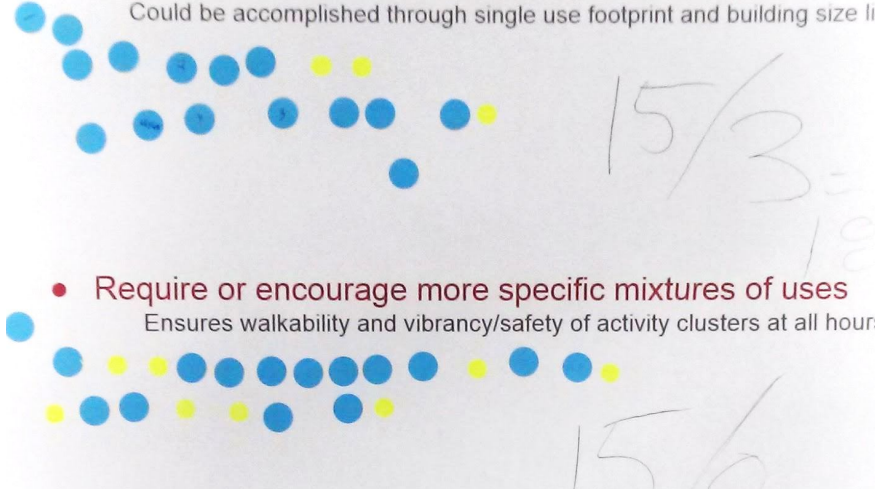 Could be accomplished through single use footprint and building size li
15/3=
18
• Require or encourage more specific mixtures of uses
Ensures walkability and vibrancy/safety of activity clusters at all hour
15/